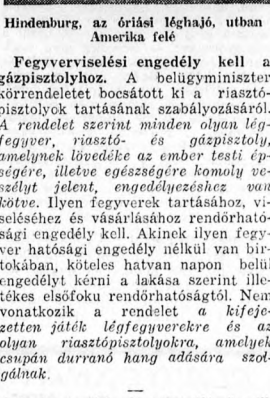 Hindenburg, az óriási léghajó, utban
Amerika felé
Fegyverviselési engedély kell a
gázpisztolyhoz. A belügyminiszter
körrendeletet bocsátott ki a riasztó-
pisztolyok tartásának szabályozásáról.
A rendelet szerint minden olyan lég-
fegyver, riasztó- és gázpisztoly,
amelynek lövedéke az ember testi ép-
ségére, illetve egészségére komoly ve-
szélyt jelent, engedélyezéshez van
kötve. Ilyen fegyverek tartásához, vi-
seléséhez és vásárlásához rendőrható-
sági engedély kell. Akinek ilyen fegy-
ver hatósági engedély nélkül van bir-
tokában, köteles hatvan napon belül
engedélyt kérni a lakása szerint ille-
tékes elsőfoku rendőrhatóságtól. Nem
vonatkozik a rendelet a kifeje-
zetten játék légfegyverekre és az
olyan riasztópisztolyokra, amelyek
csupán durranó hang adására szol-
gálnak.